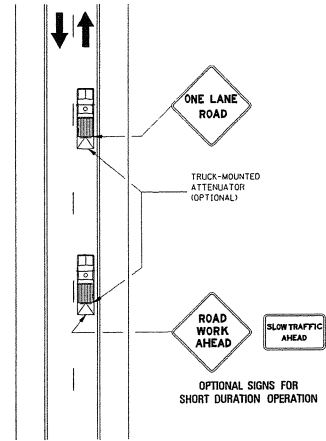 ONE LANE
ROAD
TRUCK-MOUNTED
ATTENUATOR
(OPTIONAL)
ROAD
WORK
AHEAD
SLOW TRAFFIC
AHEAD
OPTIONAL SIGNS FOR
SHORT DURATION OPERATION